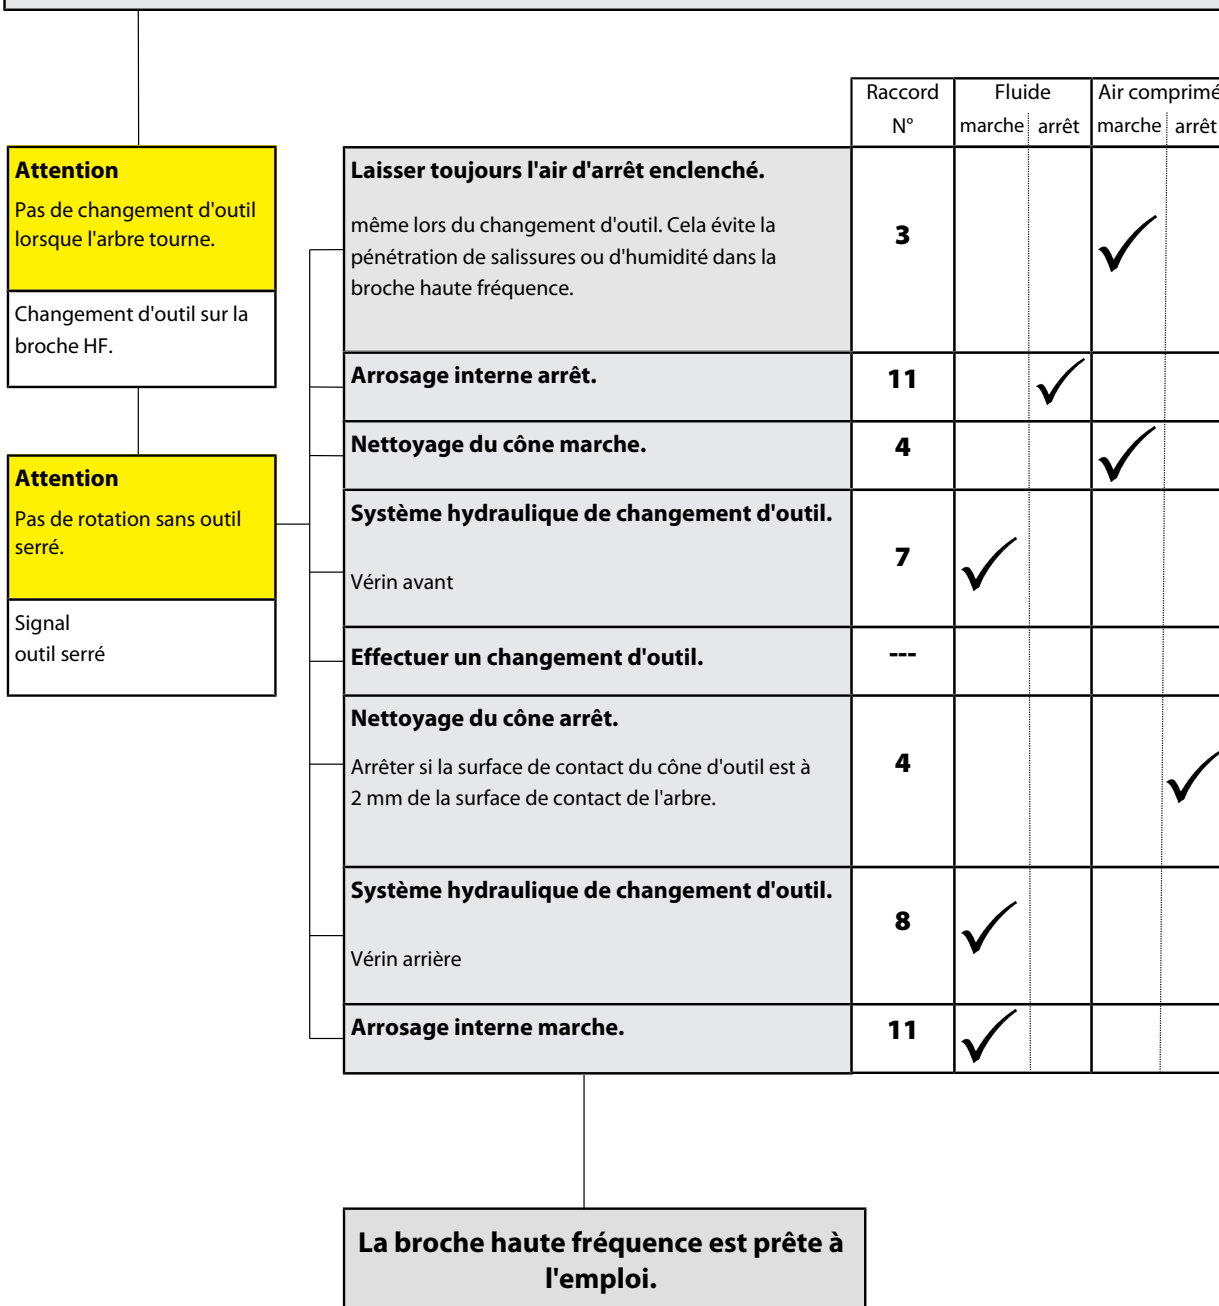 Raccord Fluide Air comprimé
N° marche arrêt marche arrêt
Attention
Pas de changement d'outil
lorsque l'arbre tourne.
Changement d'outil sur la
broche HF.
Attention
Pas de rotation sans outil
serré.
Signal
outil serré
Laisser toujours l'air d'arrêt enclenché.
même lors du changement d'outil. Cela évite la
pénétration de salissures ou d'humidité dans la
broche haute fréquence.
3
Arrosage interne arrêt.
11
Nettoyage du cône marche.
4
Système hydraulique de changement d'outil.
Vérin avant
7
Effectuer un changement d'outil.
---
Nettoyage du cône arrêt.
Arrêter si la surface de contact du cône d'outil est à
2 mm de la surface de contact de l'arbre.
4
Système hydraulique de changement d'outil.
Vérin arrière
8
Arrosage interne marche.
11
La broche haute fréquence est prête à
l'emploi.